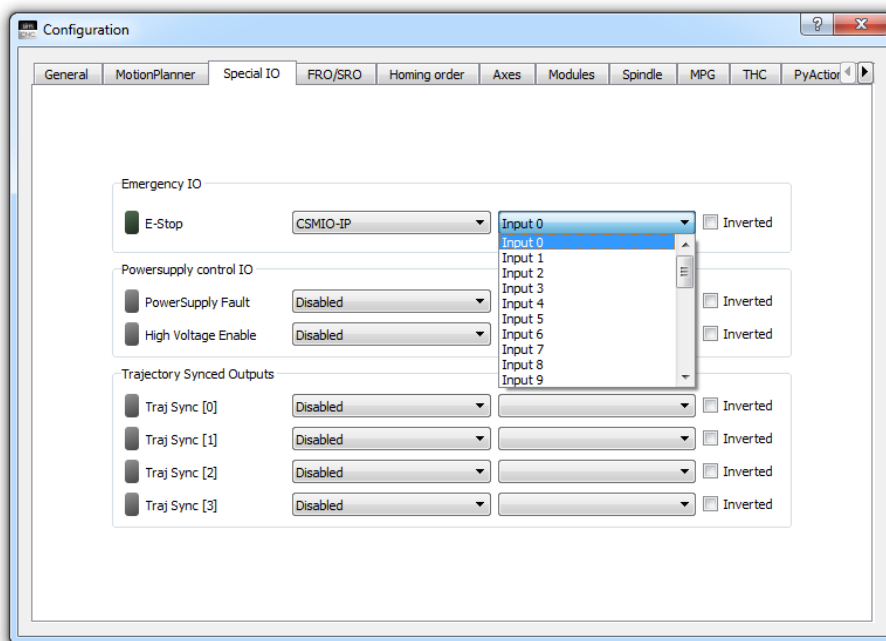 Configuration
General MotionPlanner Special IO FRO/SRO Homing order Axes Modules Spindle MPG THC PyAction
Emergency IO
E-Stop CSMIO-IP Input 0 Inverted
Input 0
Input 1
Input 2
Input 3
Input 4
Input 5
Input 6
Input 7
Input 8
Input 9
Powersupply control IO
PowerSupply Fault Disabled Inverted
High Voltage Enable Disabled Inverted
Trajectory Synced Outputs
Traj Sync [0] Disabled Inverted
Traj Sync [1] Disabled Inverted
Traj Sync [2] Disabled Inverted
Traj Sync [3] Disabled Inverted